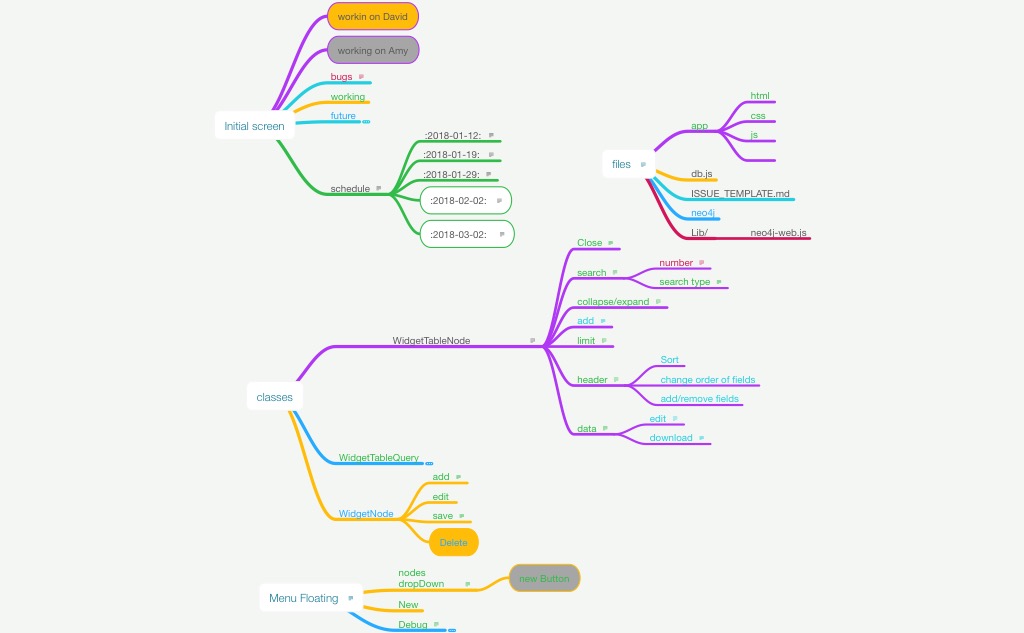 Initial screen
workin on David
working on Amy
bugs
working
future
schedule
:2018-01-12:
:2018-01-19:
:2018-01-29:
:2018-02-02:
:2018-03-02:
files
app
html
css
js
db.js
ISSUE_TEMPLATE.md
neo4j
Lib/
neo4j-web.js
classes
WidgetTableNode
Close
search
number
search type
collapse/expand
add
limit
header
Sort
change order of fields
add/remove fields
data
edit
download
WidgetTableQuery
WidgetNode
add
edit
save
Delete
Menu Floating
nodes
dropDown
new Button
New
Debug